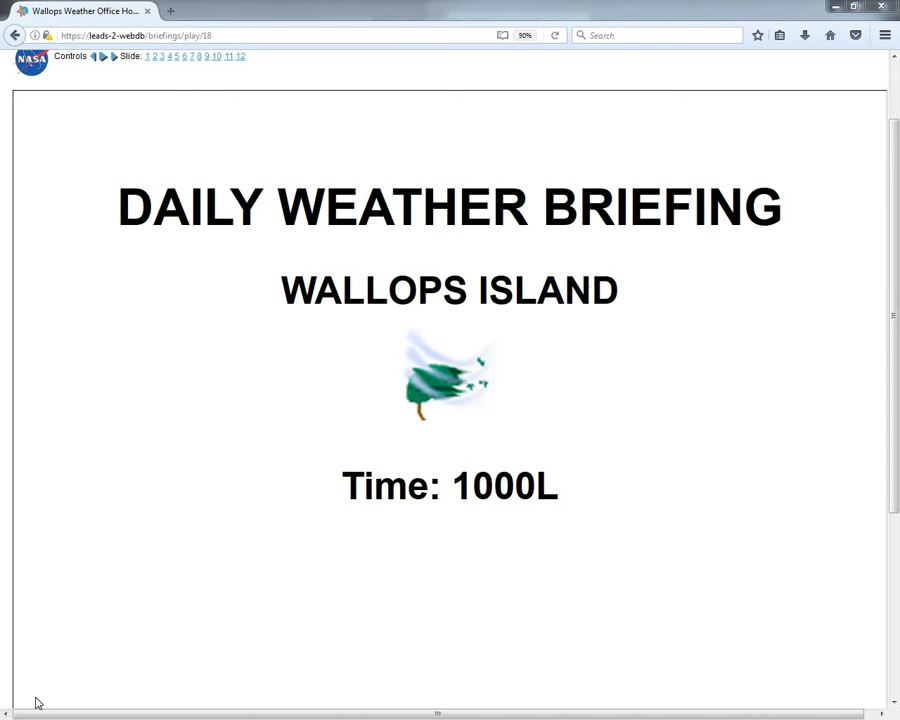 Wallops Weather Office Ho...
https://leads-2-webdb/briefings/play/18
90%
Search
NASA
Controls Slide: 1 2 3 4 5 6 7 8 9 10 11 12
DAILY WEATHER BRIEFING
WALLOPS ISLAND
Time: 1000L